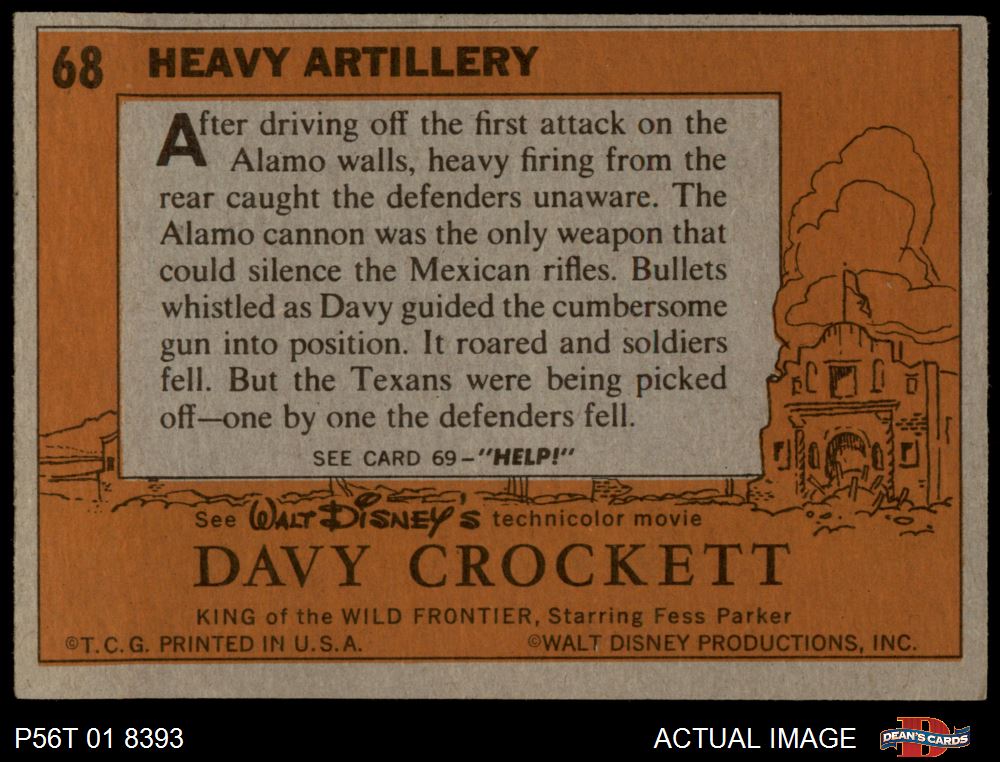 68 HEAVY ARTILLERY
After driving off the first attack on the
Alamo walls, heavy firing from the
rear caught the defenders unaware. The
Alamo cannon was the only weapon that
could silence the Mexican rifles. Bullets
whistled as Davy guided the cumbersome
gun into position. It roared and soldiers
fell. But the Texans were being picked
off—one by one the defenders fell.
SEE CARD 69—"HELP!"
See WALT DISNEY'S technicolor movie
DAVY CROCKETT
KING of the WILD FRONTIER, Starring Fess Parker
©T.C.G. PRINTED IN U.S.A. ©WALT DISNEY PRODUCTIONS, INC.
P56T 01 8393 ACTUAL IMAGE D DEAN'S CARDS